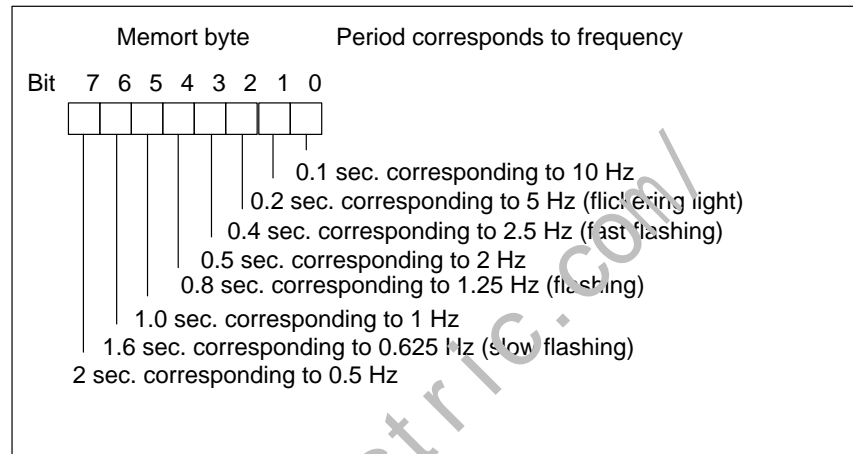 Memort byte Period corresponds to frequency
Bit 7 6 5 4 3 2 1 0
0.1 sec. corresponding to 10 Hz
0.2 sec. corresponding to 5 Hz (flickering light)
0.4 sec. corresponding to 2.5 Hz (fast flashing)
0.5 sec. corresponding to 2 Hz
0.8 sec. corresponding to 1.25 Hz (flashing)
1.0 sec. corresponding to 1 Hz
1.6 sec. corresponding to 0.625 Hz (slow flashing)
2 sec. corresponding to 0.5 Hz
stric.com/